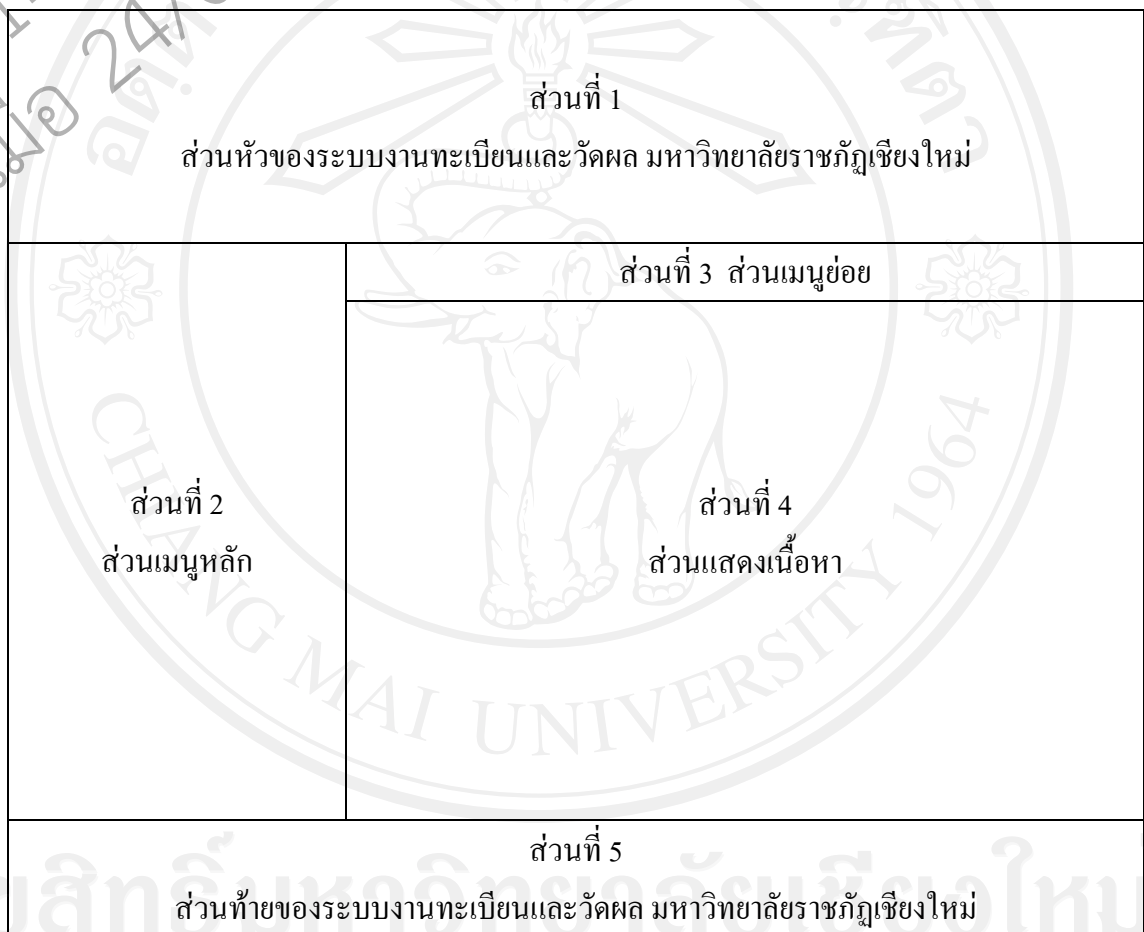 ส่วนที่ 1
ส่วนหัวของระบบงานทะเบียนและวัดผล มหาวิทยาลัยราชภัฏเชียงใหม่
ส่วนที่ 3 ส่วนเมนูย่อย
ส่วนที่ 2
ส่วนเมนูหลัก
ส่วนที่ 4
ส่วนแสดงเนื้อหา
CHIANG MAI UNIVERSITY 1964
ส่วนที่ 5
ส่วนท้ายของระบบงานทะเบียนและวัดผล มหาวิทยาลัยราชภัฏเชียงใหม่